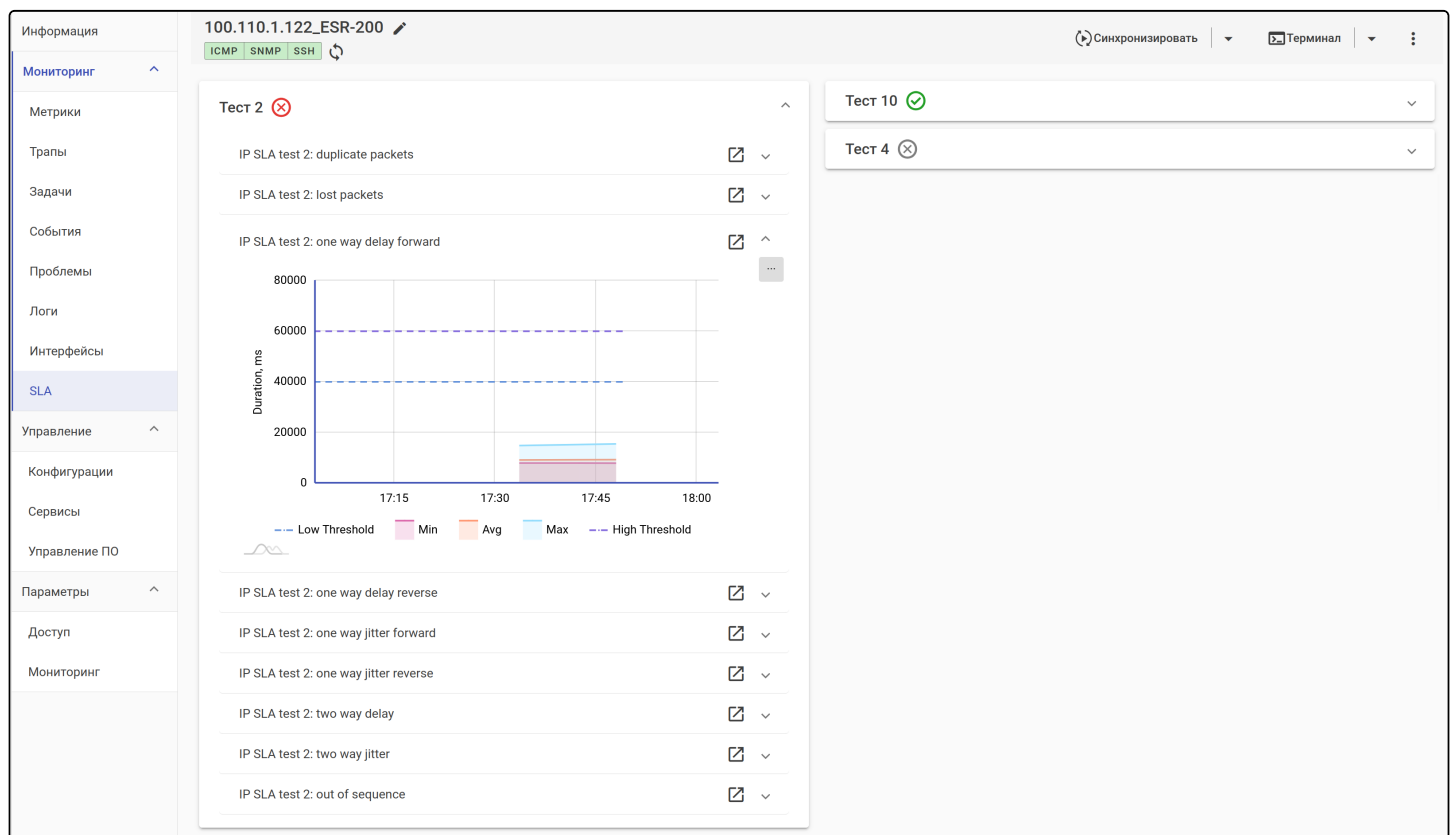 Информация
Мониторинг
Метрики
Трапы
Задачи
События
Проблемы
Логи
Интерфейсы
SLA
Управление
Конфигурации
Сервисы
Управление ПО
Параметры
Доступ
Мониторинг
100.110.1.122_ESR-200
ICMP SNMP SSH
Синхронизировать
Терминал
Тест 2
IP SLA test 2: duplicate packets
IP SLA test 2: lost packets
IP SLA test 2: one way delay forward
...
80000
60000
40000
20000
0
Duration, ms
17:15 17:30 17:45 18:00
Low Threshold Min Avg Max High Threshold
IP SLA test 2: one way delay reverse
IP SLA test 2: one way jitter forward
IP SLA test 2: one way jitter reverse
IP SLA test 2: two way delay
IP SLA test 2: two way jitter
IP SLA test 2: out of sequence
Тест 10
Тест 4